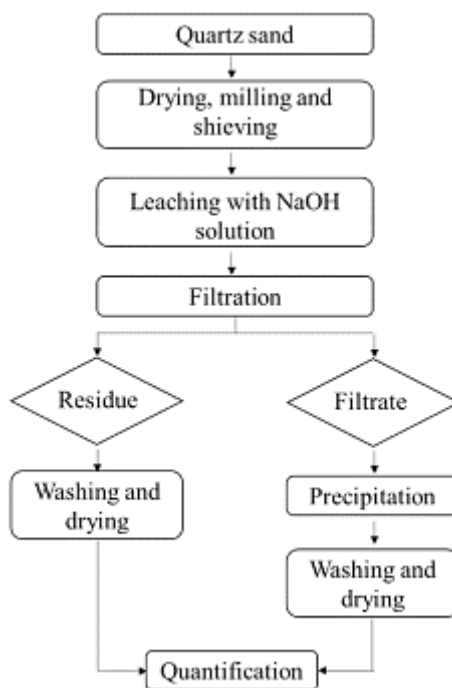 Quartz sand
Drying, milling and
shieving
Leaching with NaOH
solution
Filtration
Residue
Filtrate
Washing and
drying
Precipitation
Washing and
drying
Quantification